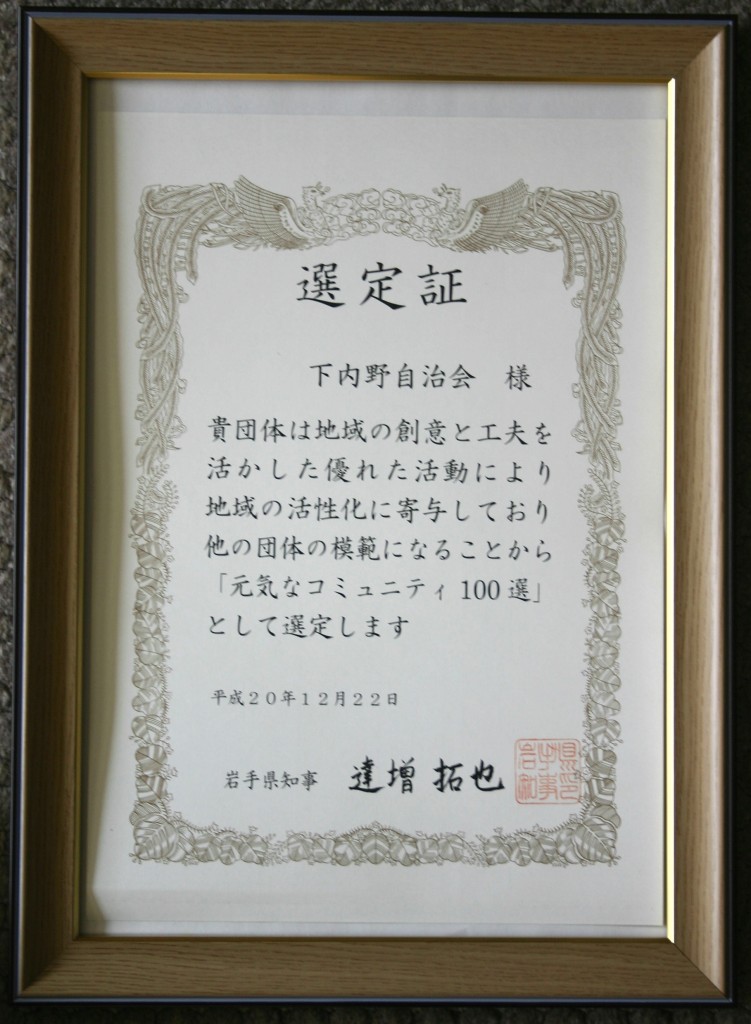 選定証
下内野自治会　様
貴団体は地域の創意と工夫を
活かした優れた活動により
地域の活性化に寄与しており
他の団体の模範になることから
「元気なコミュニティ 100 選」
として選定します
平成２０年１２月２２日
岩手県知事　達増 拓也